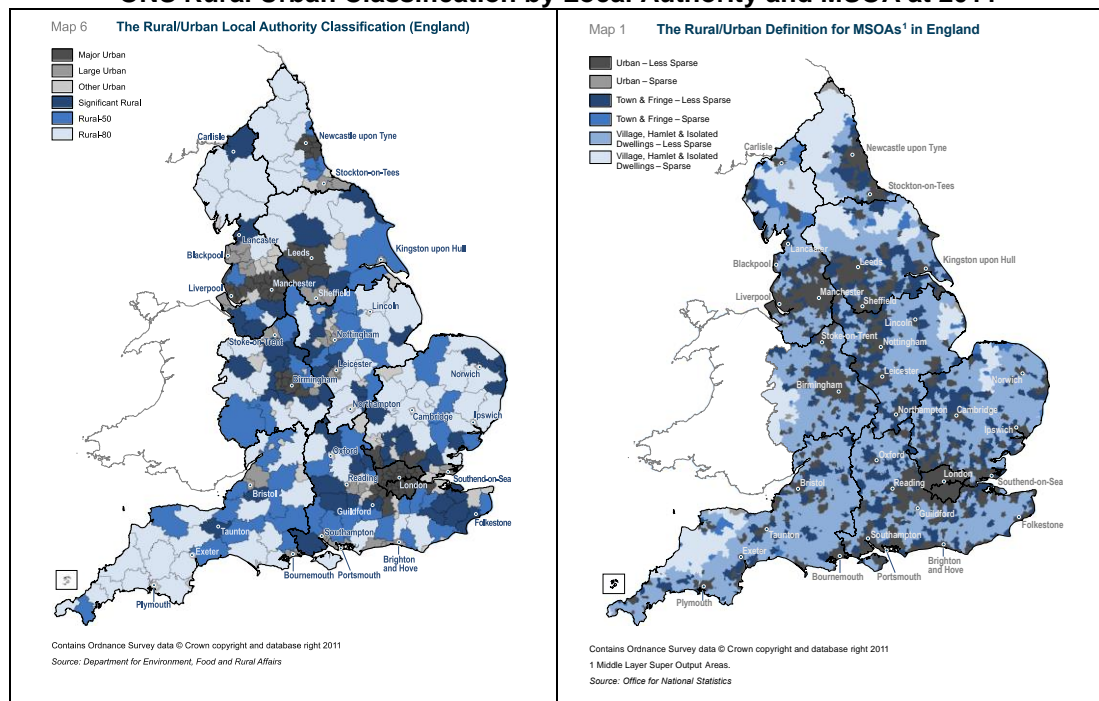 ONS Rural Urban Classification by Local Authority and MSOA at 2011
Map 6 The Rural/Urban Local Authority Classification (England)
Major Urban
Large Urban
Other Urban
Significant Rural
Rural-50
Rural-80
Carlisle
Newcastle upon Tyne
Stockton-on-Tees
Lancaster
Blackpool
Leeds
Kingston upon Hull
Liverpool
Manchester
Sheffield
Lincoln
Stoke-on-Trent
Nottingham
Leicester
Norwich
Birmingham
Northampton
Cambridge
Ipswich
Oxford
Bristol
Reading
London
Southend-on-Sea
Guildford
Folkestone
Taunton
Southampton
Exeter
Bournemouth
Portsmouth
Brighton
and Hove
Plymouth
Contains Ordnance Survey data © Crown copyright and database right 2011
Source: Department for Environment, Food and Rural Affairs
Map 1 The Rural/Urban Definition for MSOAs¹ in England
Urban – Less Sparse
Urban – Sparse
Town & Fringe – Less Sparse
Town & Fringe – Sparse
Village, Hamlet & Isolated
Dwellings – Less Sparse
Village, Hamlet & Isolated
Dwellings – Sparse
Carlisle
Newcastle upon Tyne
Stockton-on-Tees
Lancaster
Blackpool
Leeds
Kingston upon Hull
Liverpool
Manchester
Sheffield
Lincoln
Stoke-on-Trent
Nottingham
Leicester
Norwich
Birmingham
Northampton
Cambridge
Ipswich
Oxford
Bristol
Reading
London
Southend-on-Sea
Guildford
Folkestone
Taunton
Southampton
Exeter
Bournemouth
Portsmouth
Brighton
and Hove
Plymouth
Contains Ordnance Survey data © Crown copyright and database right 2011
1 Middle Layer Super Output Areas.
Source: Office for National Statistics